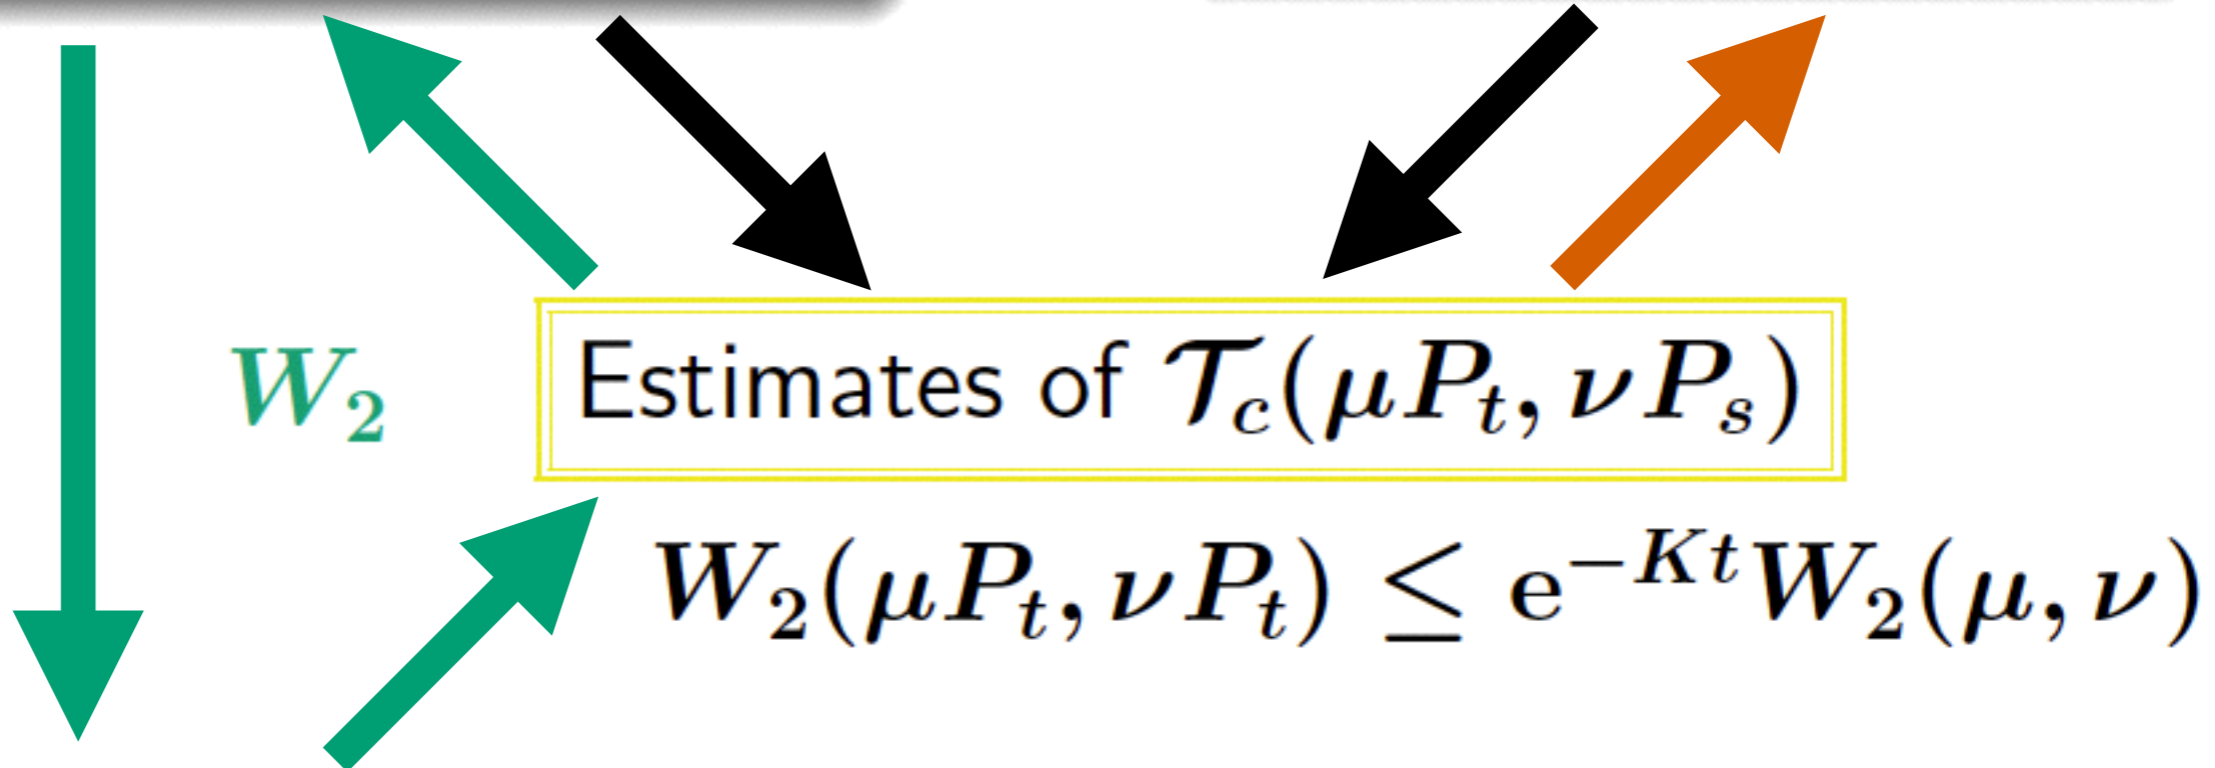 W₂
Estimates of 𝒯_c(μP_t, νP_s)
W₂(μP_t, νP_t) ≤ e^{−Kt}W₂(μ, ν)